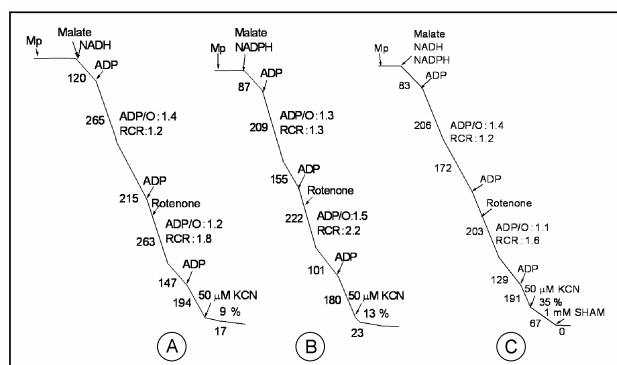 Malate
NADH
Mp
ADP
120
265
ADP/O : 1.4
RCR : 1.2
ADP
215
Rotenone
263
ADP/O : 1.2
RCR : 1.8
147
ADP
194
50 µM KCN
9 %
17
A
Malate
NADPH
Mp
ADP
87
209
ADP/O : 1.3
RCR : 1.3
155
ADP
Rotenone
222
ADP/O:1.5
RCR : 2.2
101
ADP
180
50 µM KCN
13 %
23
B
Malate
NADH
NADPH
Mp
ADP
83
206
ADP/O : 1.4
RCR : 1.2
172
ADP
Rotenone
203
ADP/O : 1.1
RCR : 1.6
129
ADP
191
50 µM KCN
35 %
1 mM SHAM
67
0
C